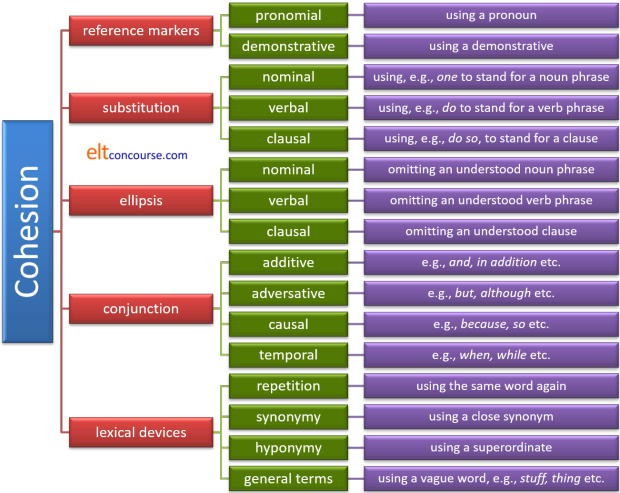 Cohesion
reference markers
pronomial
using a pronoun
demonstrative
using a demonstrative
substitution
nominal
using, e.g., one to stand for a noun phrase
verbal
using, e.g., do to stand for a verb phrase
clausal
using, e.g., do so, to stand for a clause
eltconcourse.com
ellipsis
nominal
omitting an understood noun phrase
verbal
omitting an understood verb phrase
clausal
omitting an understood clause
conjunction
additive
e.g., and, in addition etc.
adversative
e.g., but, although etc.
causal
e.g., because, so etc.
temporal
e.g., when, while etc.
lexical devices
repetition
using the same word again
synonymy
using a close synonym
hyponymy
using a superordinate
general terms
using a vague word, e.g., stuff, thing etc.